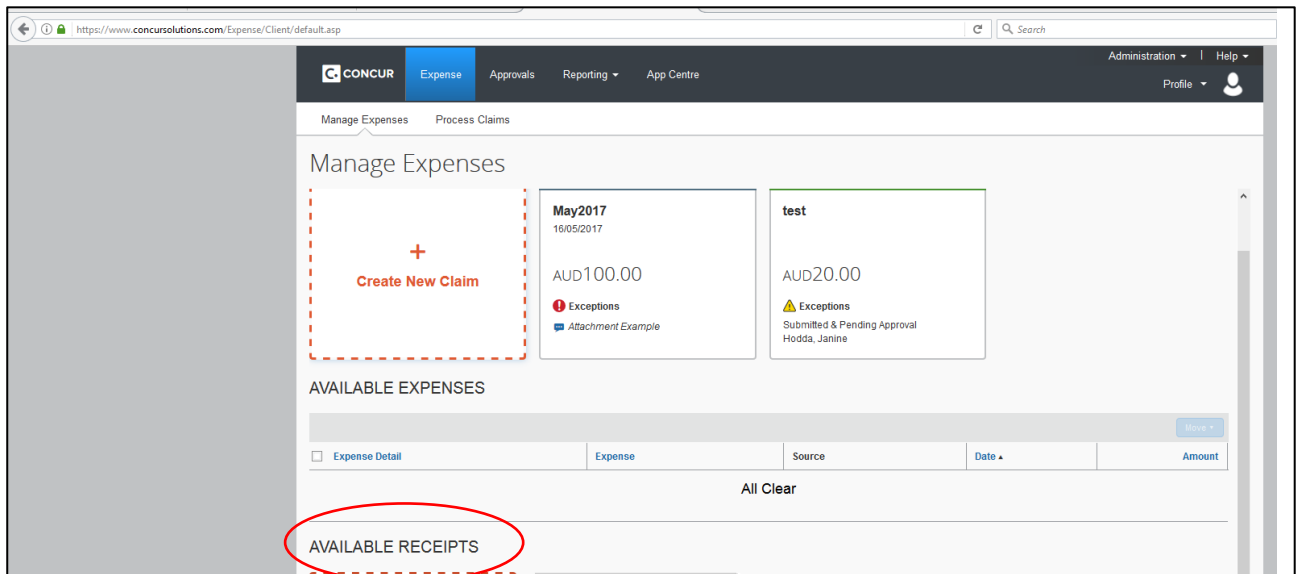 https://www.concursolutions.com/Expense/Client/default.asp
Search
Administration | Help
C. CONCUR Expense Approvals Reporting App Centre
Profile
Manage Expenses Process Claims
Manage Expenses
+
Create New Claim
May2017
16/05/2017
AUD100.00
Exceptions
Attachment Example
test
AUD20.00
Exceptions
Submitted & Pending Approval
Hodda, Janine
AVAILABLE EXPENSES
Move
Expense Detail Expense Source Date Amount
All Clear
AVAILABLE RECEIPTS